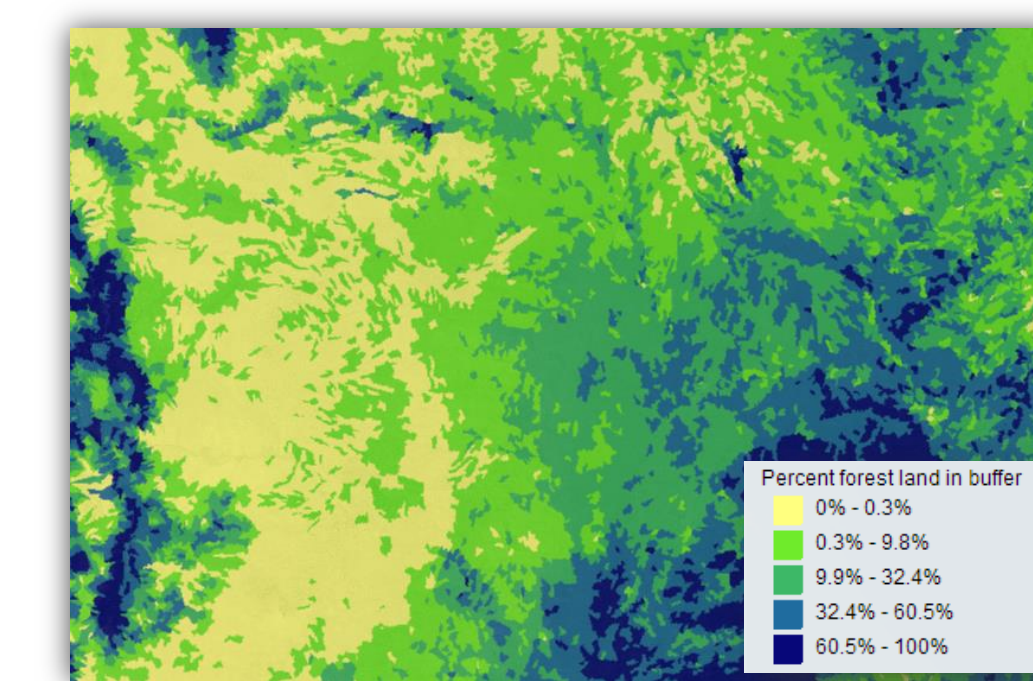 Percent forest land in buffer
0% - 0.3%
0.3% - 9.8%
9.9% - 32.4%
32.4% - 60.5%
60.5% - 100%